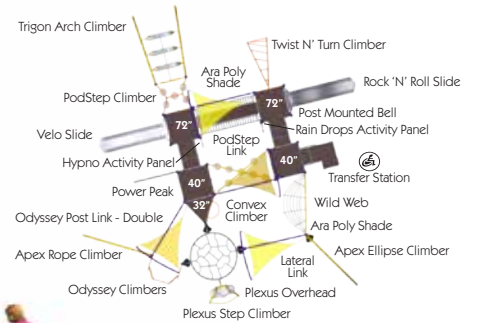 Trigon Arch Climber
Twist N' Turn Climber
Ara Poly
Shade
Rock 'N' Roll Slide
PodStep Climber
72"
72"
Post Mounted Bell
Rain Drops Activity Panel
Velo Slide
PodStep
Link
Hypno Activity Panel
40"
Transfer Station
Power Peak
40"
32"
Convex
Climber
Wild Web
Odyssey Post Link - Double
Ara Poly Shade
Apex Rope Climber
Apex Ellipse Climber
Lateral
Link
Odyssey Climbers
Plexus Overhead
Plexus Step Climber